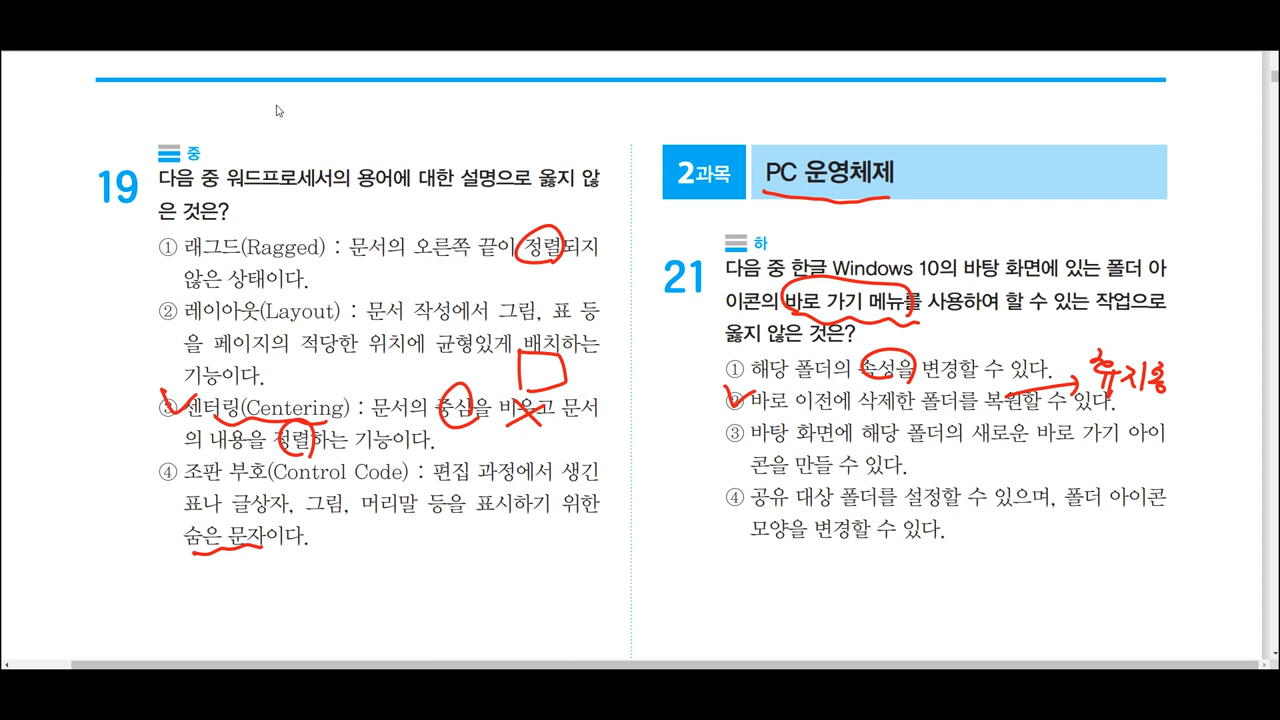 중
19 다음 중 워드프로세서의 용어에 대한 설명으로 옳지 않
은 것은?
① 래그드(Ragged) : 문서의 오른쪽 끝이 정렬되지
않은 상태이다.
② 레이아웃(Layout) : 문서 작성에서 그림, 표 등
을 페이지의 적당한 위치에 균형있게 배치하는
기능이다.
③ 센터링(Centering) : 문서의 중심을 비우고 문서
의 내용을 정렬하는 기능이다.
④ 조판 부호(Control Code) : 편집 과정에서 생긴
표나 글상자, 그림, 머리말 등을 표시하기 위한
숨은 문자이다.
2과목 PC 운영체제
하
21 다음 중 한글 Windows 10의 바탕 화면에 있는 폴더 아
이콘의 바로 가기 메뉴를 사용하여 할 수 있는 작업으로
옳지 않은 것은?
① 해당 폴더의 속성을 변경할 수 있다.
② 바로 이전에 삭제한 폴더를 복원할 수 있다.
휴지통
③ 바탕 화면에 해당 폴더의 새로운 바로 가기 아이
콘을 만들 수 있다.
④ 공유 대상 폴더를 설정할 수 있으며, 폴더 아이콘
모양을 변경할 수 있다.